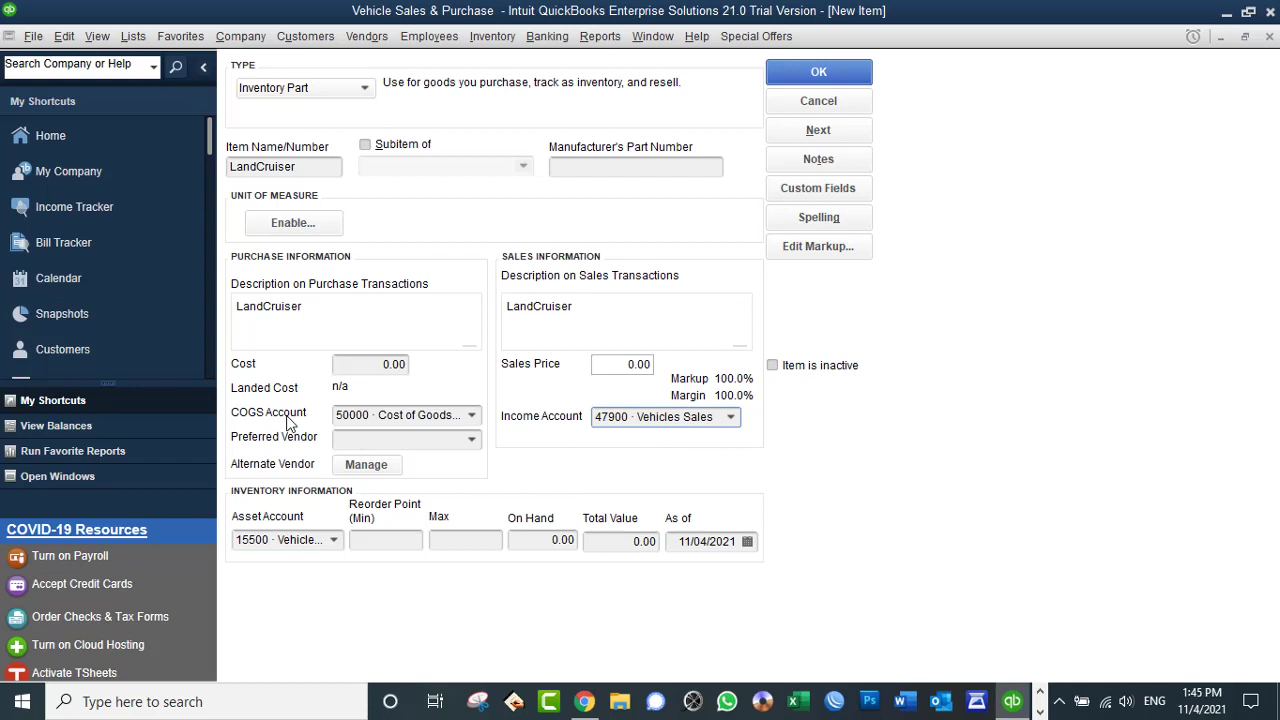 Vehicle Sales & Purchase - Intuit QuickBooks Enterprise Solutions 21.0 Trial Version - [New Item]
File Edit View Lists Favorites Company Customers Vendors Employees Inventory Banking Reports Window Help Special Offers
Search Company or Help
My Shortcuts
Home
My Company
Income Tracker
Bill Tracker
Calendar
Snapshots
Customers
My Shortcuts
View Balances
Run Favorite Reports
Open Windows
COVID-19 Resources
Turn on Payroll
Accept Credit Cards
Order Checks & Tax Forms
Turn on Cloud Hosting
Activate TSheets
TYPE
Inventory Part
Use for goods you purchase, track as inventory, and resell.
Item Name/Number
Subitem of
Manufacturer's Part Number
LandCruiser
UNIT OF MEASURE
Enable...
PURCHASE INFORMATION
Description on Purchase Transactions
LandCruiser
Cost 0.00
Landed Cost n/a
COGS Account 50000 · Cost of Goods...
Preferred Vendor
Alternate Vendor Manage
SALES INFORMATION
Description on Sales Transactions
LandCruiser
Sales Price 0.00
Markup 100.0%
Margin 100.0%
Income Account 47900 · Vehicles Sales
Item is inactive
INVENTORY INFORMATION
Asset Account
Reorder Point (Min)
Max
On Hand
Total Value
As of
15500 · Vehicle...
0.00
0.00
11/04/2021
OK
Cancel
Next
Notes
Custom Fields
Spelling
Edit Markup...
Type here to search
ENG
1:45 PM
11/4/2021